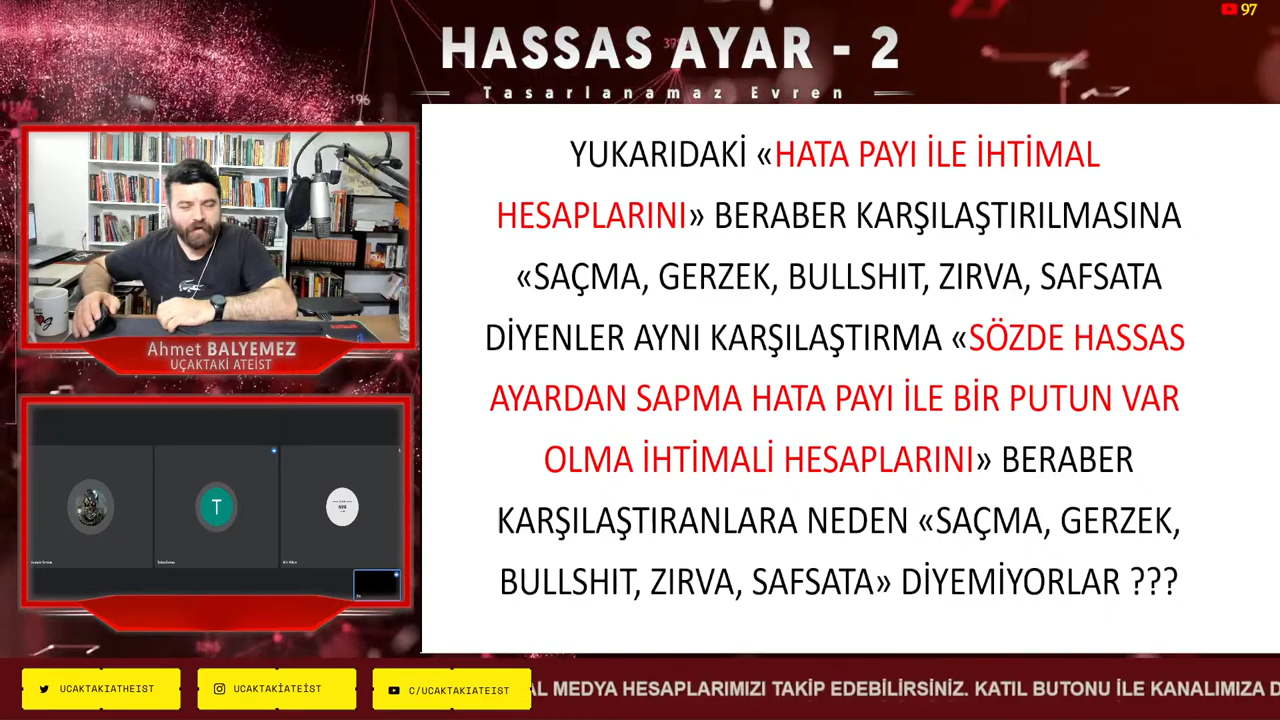 97
HASSAS AYAR - 2
Tasarlanamaz Evren
196
YUKARIDAKİ «HATA PAYI İLE İHTİMAL
HESAPLARINI» BERABER KARŞILAŞTIRILMASINA
«SAÇMA, GERZEK, BULLSHIT, ZIRVA, SAFSATA
DİYENLER AYNI KARŞILAŞTIRMA «SÖZDE HASSAS
AYARDAN SAPMA HATA PAYI İLE BİR PUTUN VAR
OLMA İHTİMALİ HESAPLARINI» BERABER
KARŞILAŞTIRANLARA NEDEN «SAÇMA, GERZEK,
BULLSHIT, ZIRVA, SAFSATA» DİYEMİYORLAR ???
Ahmet BALYEMEZ
UÇAKTAKİ ATEİST
T
UCAKTAKIATHEIST
UCAKTAKİATEİST
C/UCAKTAKIATEIST
AL MEDYA HESAPLARIMIZI TAKİP EDEBİLİRSİNİZ. KATIL BUTONU İLE KANALIMIZA D